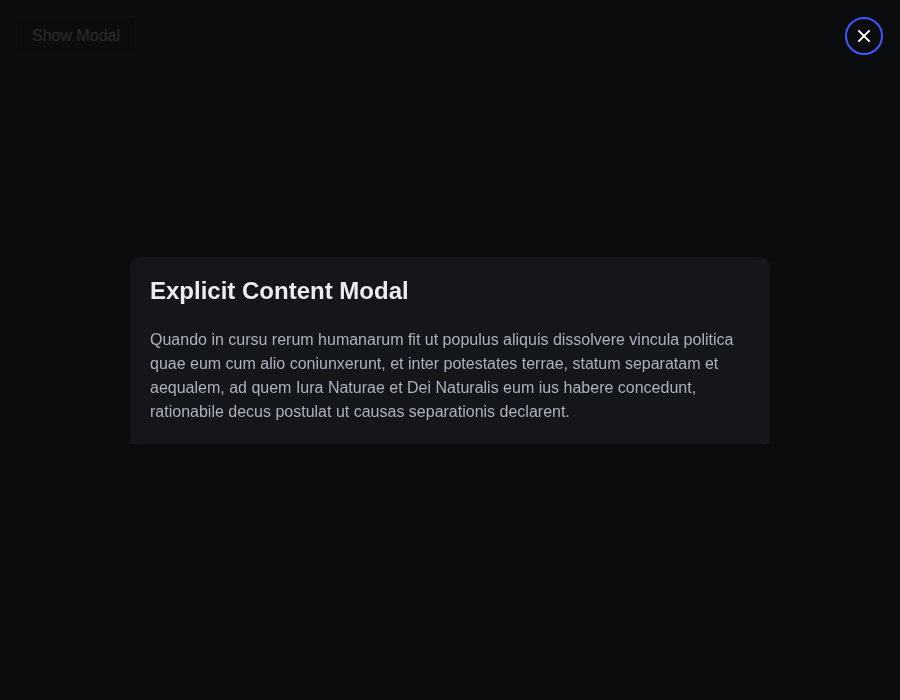 Show Modal
Explicit Content Modal
Quando in cursu rerum humanarum fit ut populus aliquis dissolvere vincula politica
quae eum cum alio coniunxerunt, et inter potestates terrae, statum separatam et
aequalem, ad quem Iura Naturae et Dei Naturalis eum ius habere concedunt,
rationabile decus postulat ut causas separationis declarent.